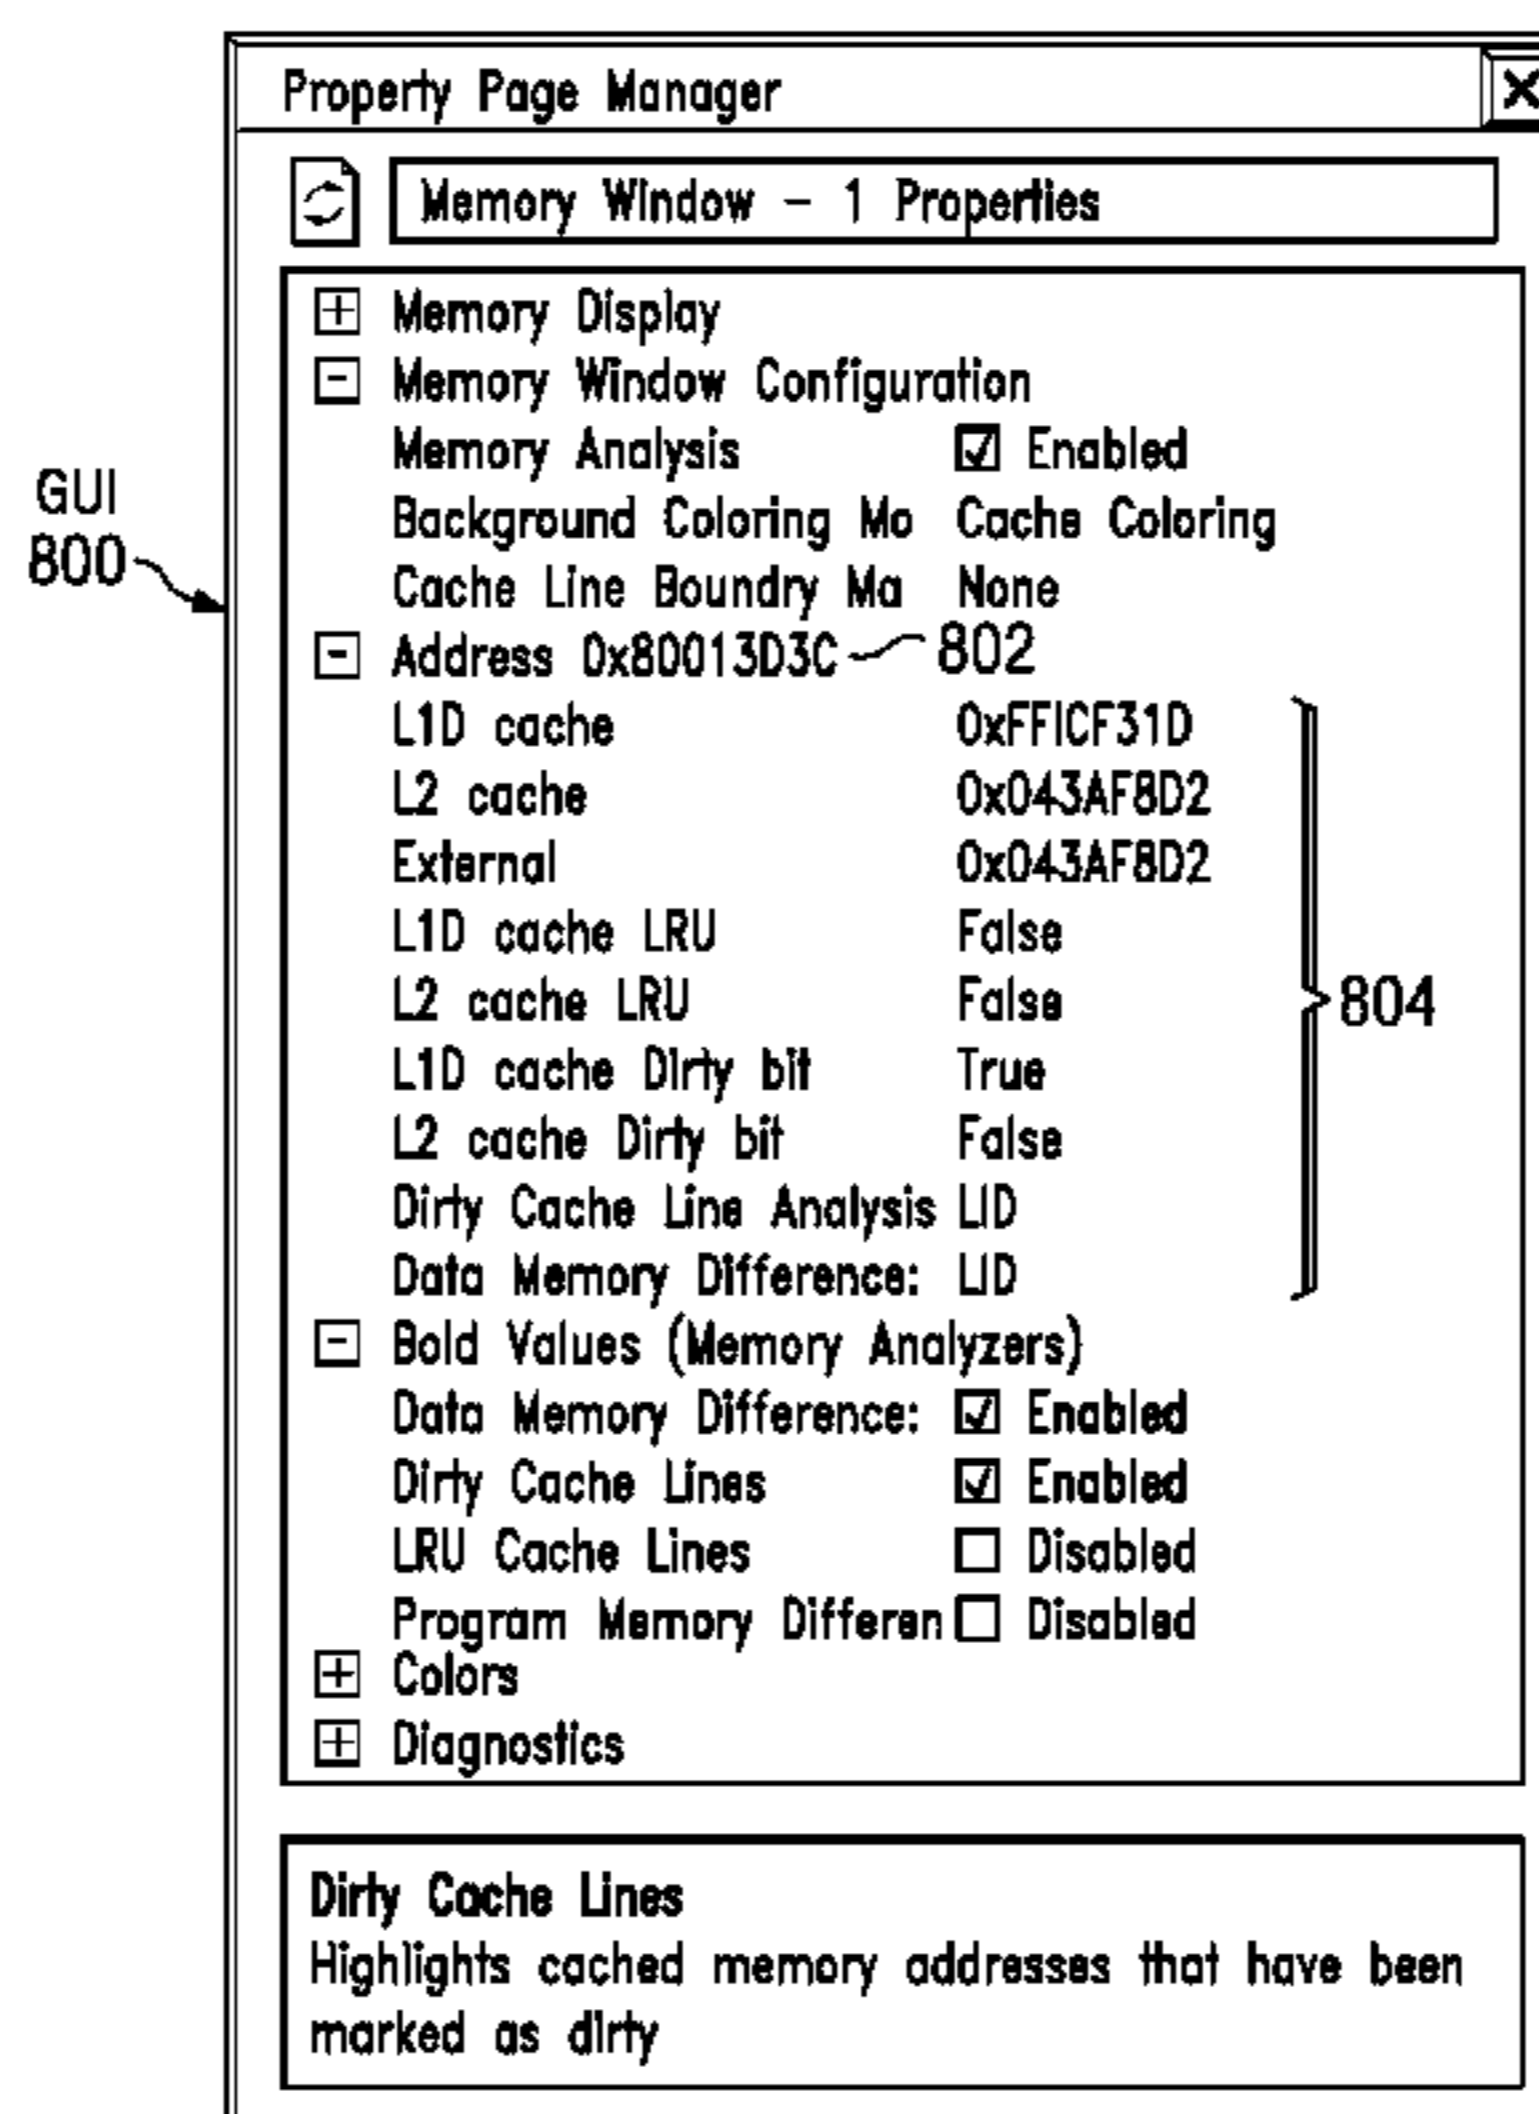 Property Page Manager
Memory Window - 1 Properties
Memory Display
Memory Window Configuration
Memory Analysis Enabled
Background Coloring Mo Cache Coloring
Cache Line Boundry Ma None
GUI
800
Address 0x80013D3C 802
L1D cache 0xFFICF31D
L2 cache 0x043AF8D2
External 0x043AF8D2
L1D cache LRU False
L2 cache LRU False
804
L1D cache Dirty bit True
L2 cache Dirty bit False
Dirty Cache Line Analysis LID
Data Memory Difference: LID
Bold Values (Memory Analyzers)
Data Memory Difference: Enabled
Dirty Cache Lines Enabled
LRU Cache Lines Disabled
Program Memory Differen Disabled
Colors
Diagnostics
Dirty Cache Lines
Highlights cached memory addresses that have been
marked as dirty